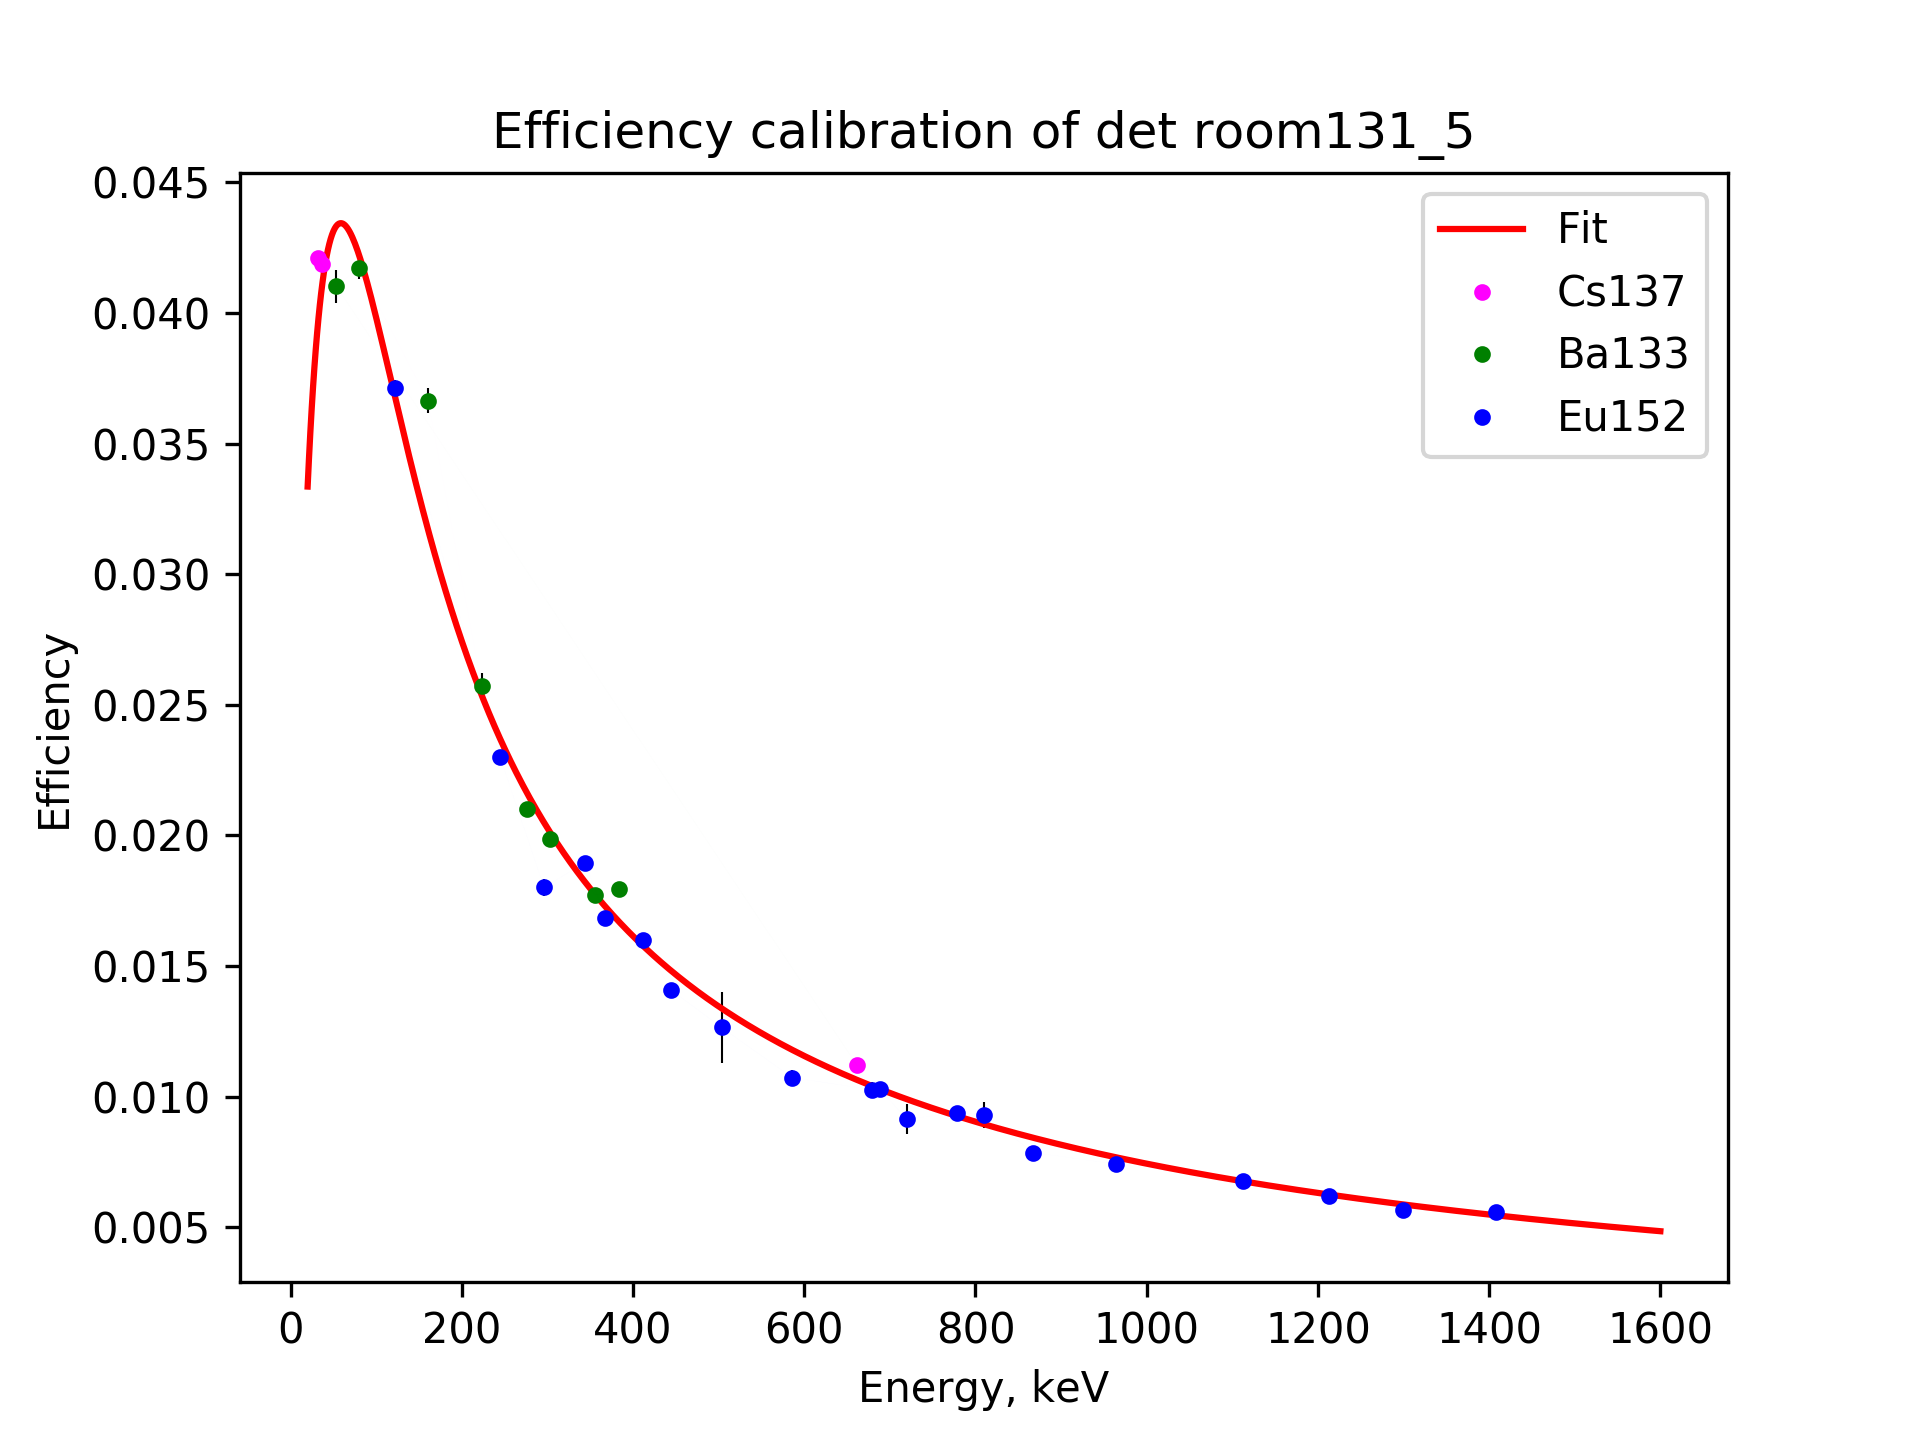 Efficiency calibration of det room131_5
0.045
0.040
0.035
0.030
0.025
0.020
0.015
0.010
0.005
Efficiency
Fit
Cs137
Ba133
Eu152
0 200 400 600 800 1000 1200 1400 1600
Energy, keV